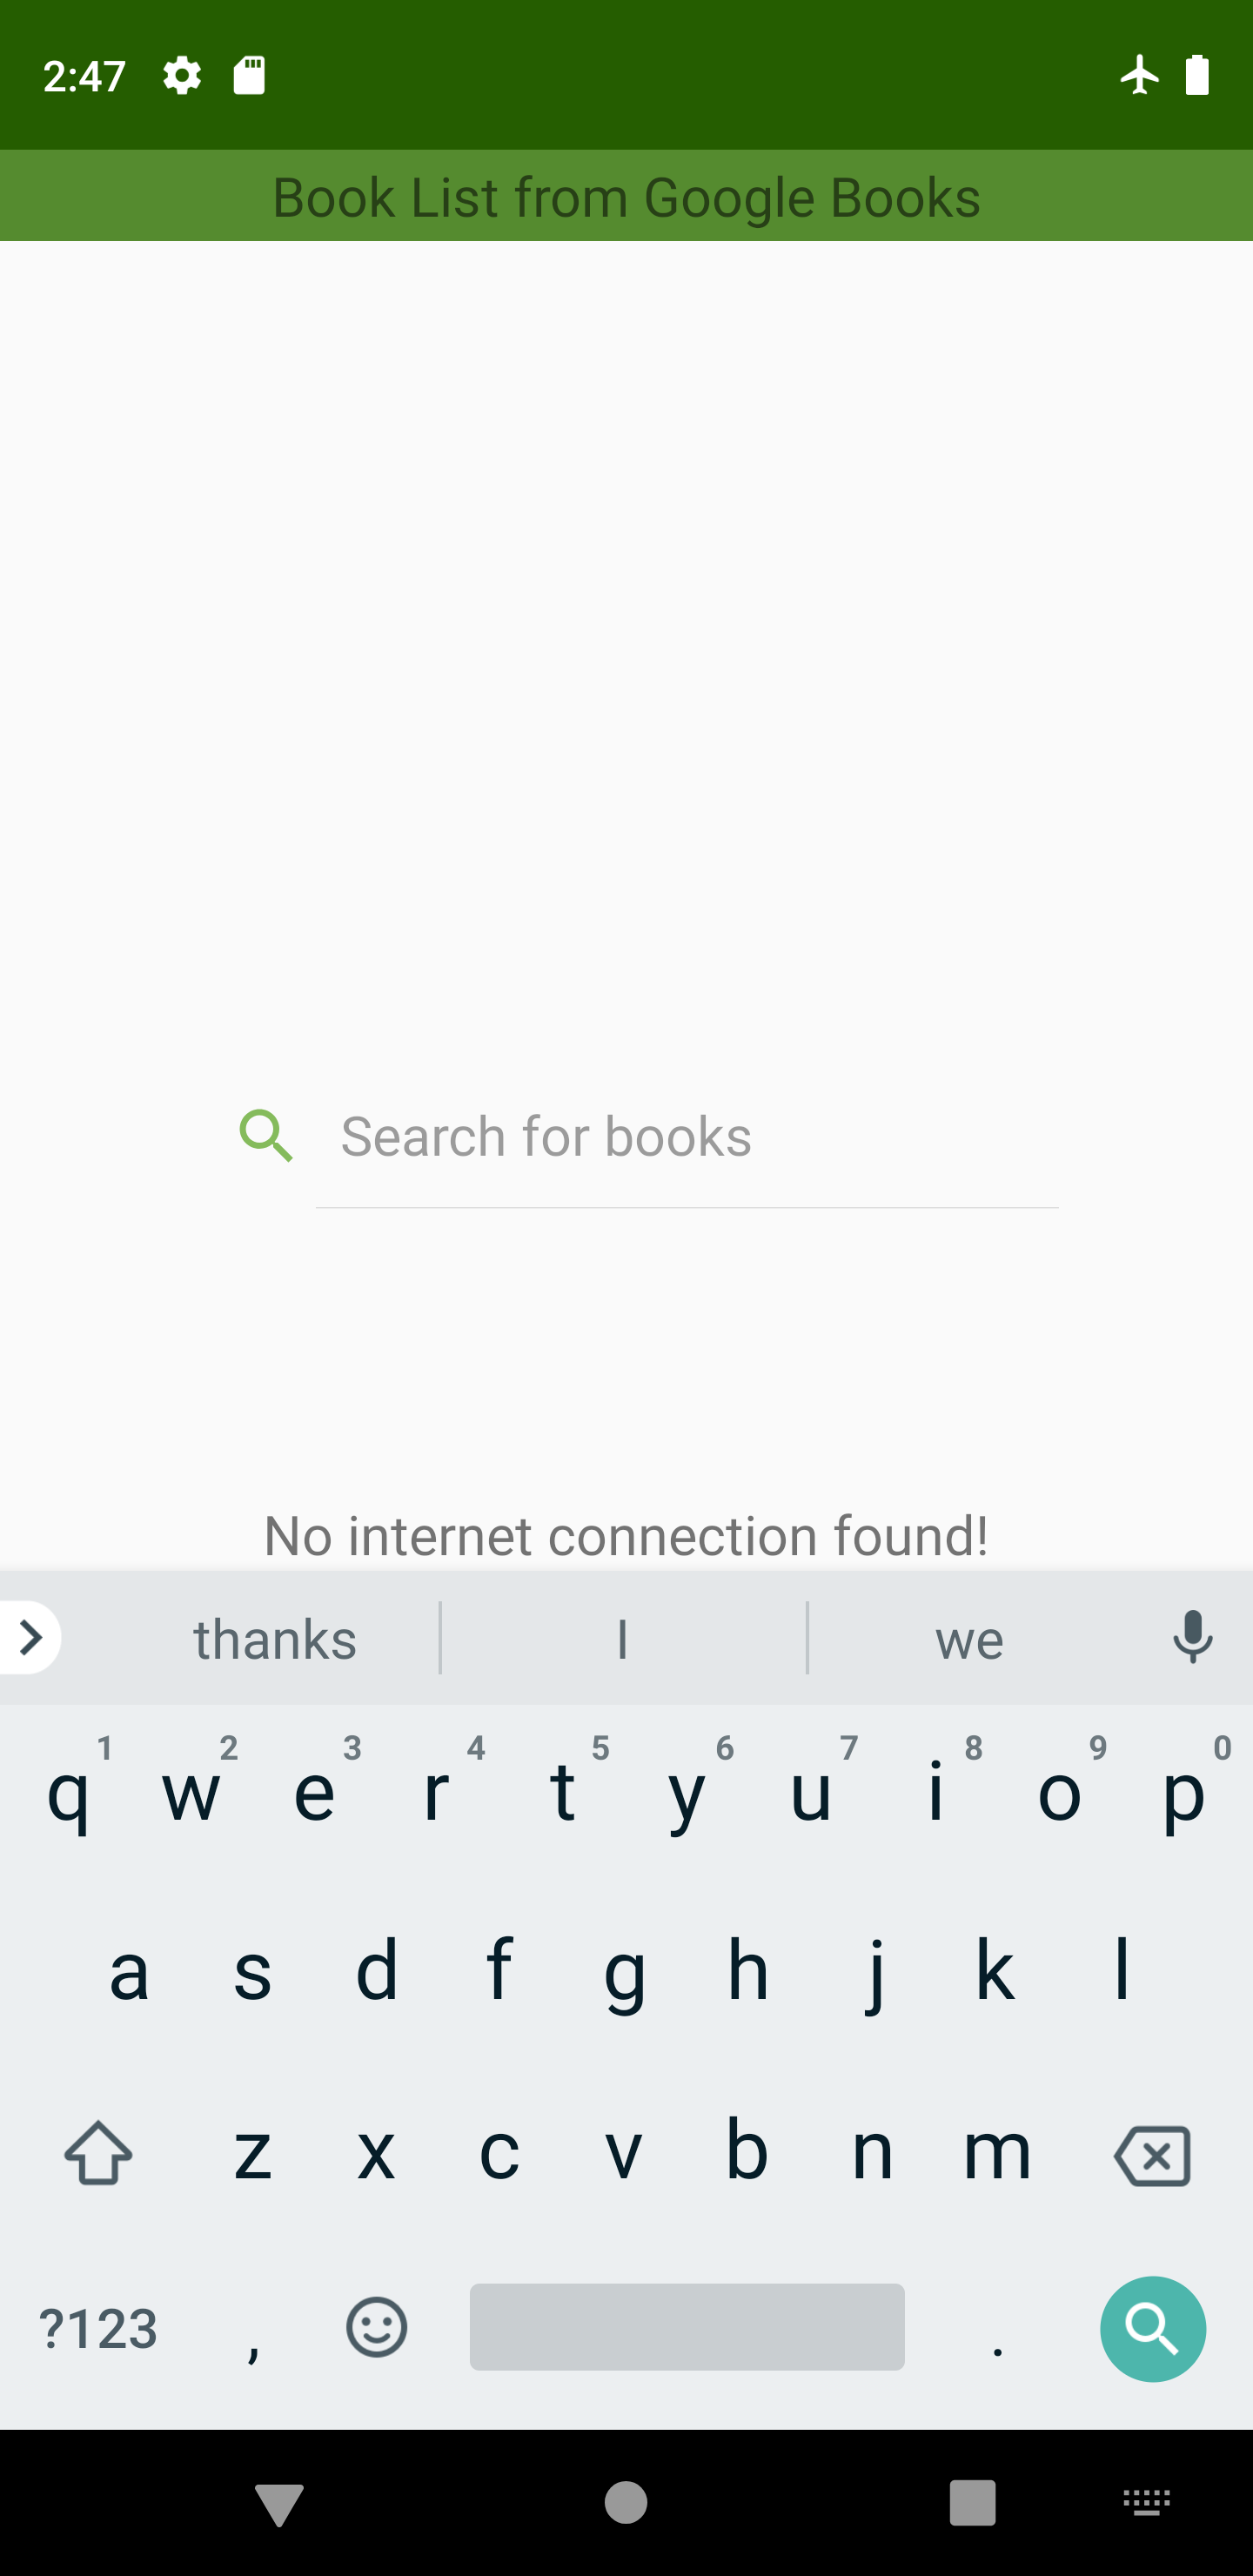 2:47
Book List from Google Books
Search for books
No internet connection found!
thanks I we
1 2 3 4 5 6 7 8 9 0
q w e r t y u i o p
a s d f g h j k l
z x c v b n m
?123 , .